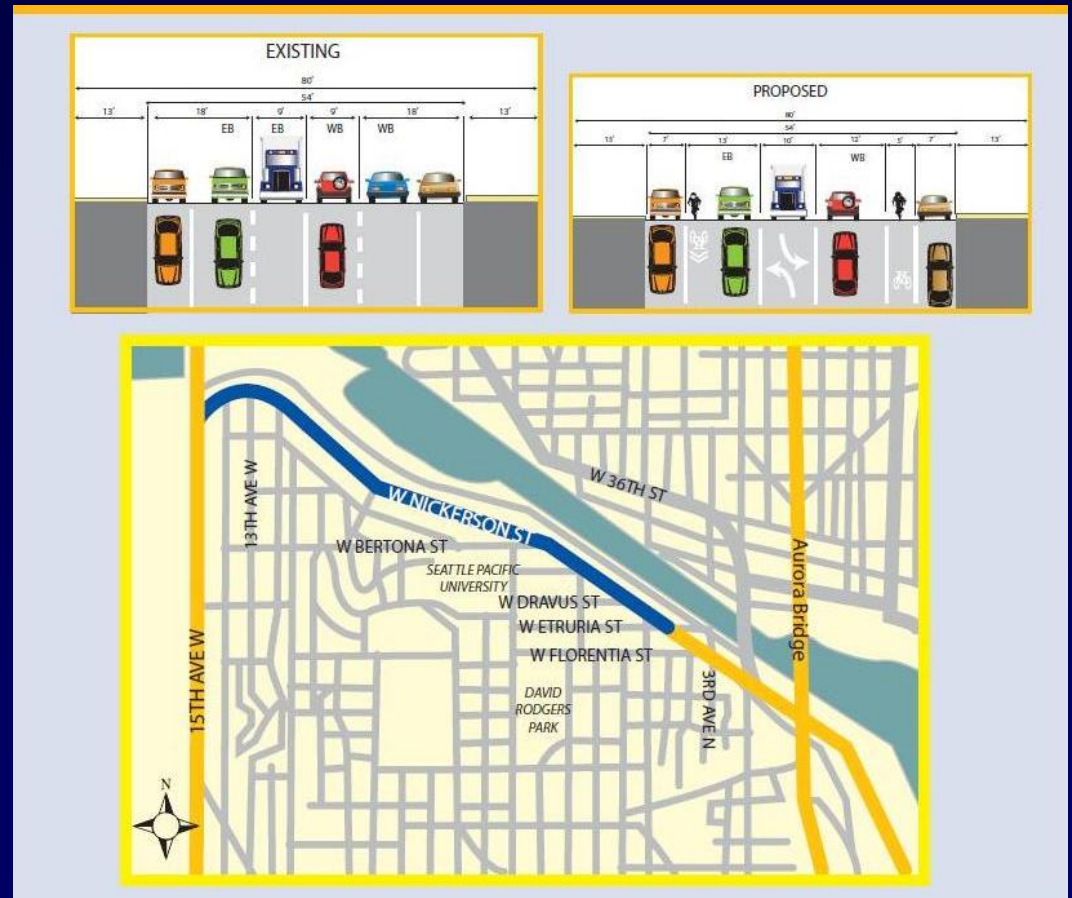 EXISTING
80'
54'
13' 18' 9' 9' 18' 13'
EB EB WB WB
PROPOSED
80'
54'
13' 7' 13' 10' 12' 5' 7' 13'
EB WB
W 36TH ST
13TH AVE W
W NICKERSON ST
W BERTONA ST
SEATTLE PACIFIC
UNIVERSITY
W DRAVUS ST
W ETRURIA ST
W FLORENTIA ST
Aurora Bridge
15TH AVE W
3RD AVE N
DAVID
RODGERS
PARK
N